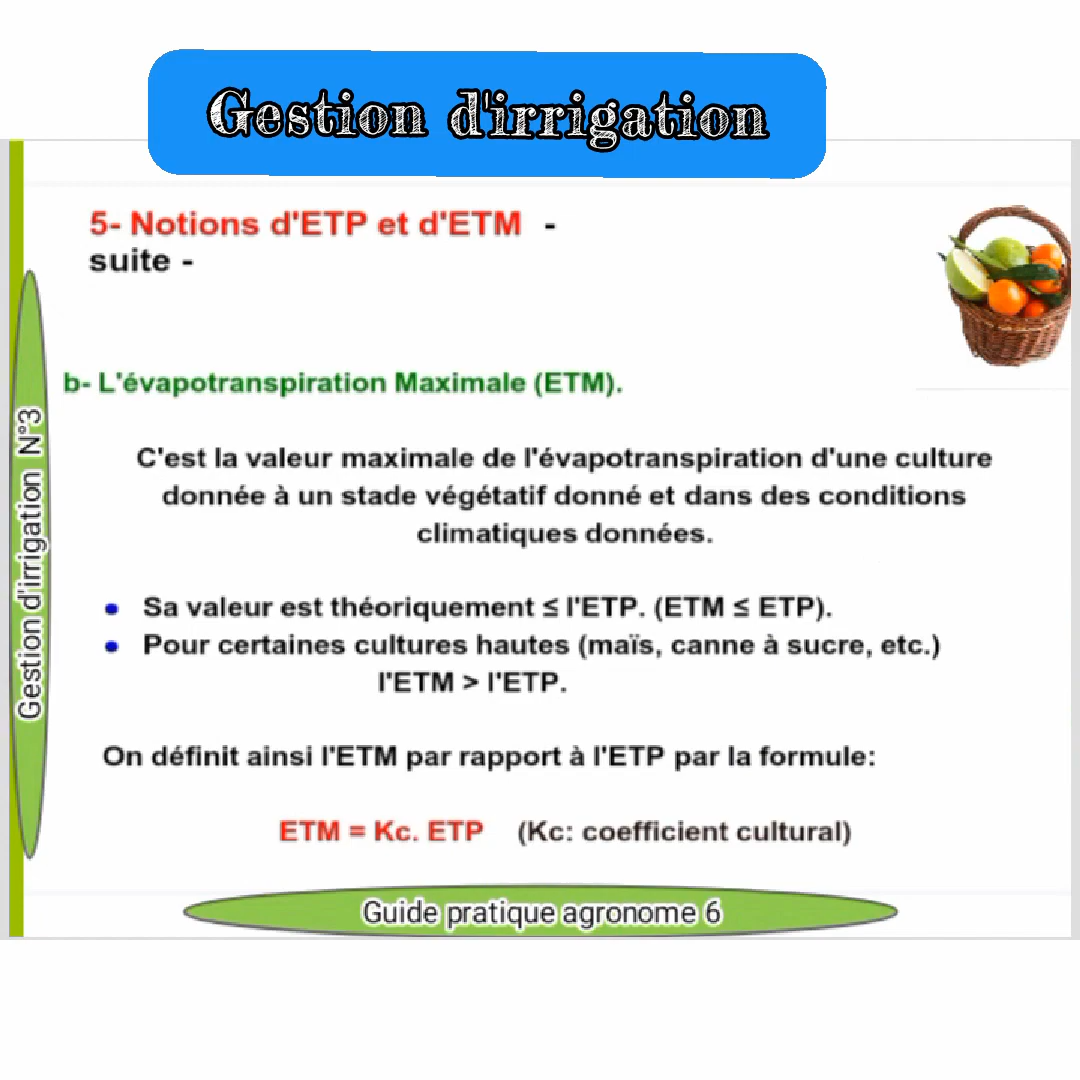 Gestion d'irrigation
5- Notions d'ETP et d'ETM -
suite -
b- L'évapotranspiration Maximale (ETM).
C'est la valeur maximale de l'évapotranspiration d'une culture
donnée à un stade végétatif donné et dans des conditions
climatiques données.
• Sa valeur est théoriquement ≤ l'ETP. (ETM ≤ ETP).
• Pour certaines cultures hautes (maïs, canne à sucre, etc.)
l'ETM > l'ETP.
On définit ainsi l'ETM par rapport à l'ETP par la formule:
ETM = Kc. ETP (Kc: coefficient cultural)
Gestion d'irrigation N°3
Guide pratique agronome 6